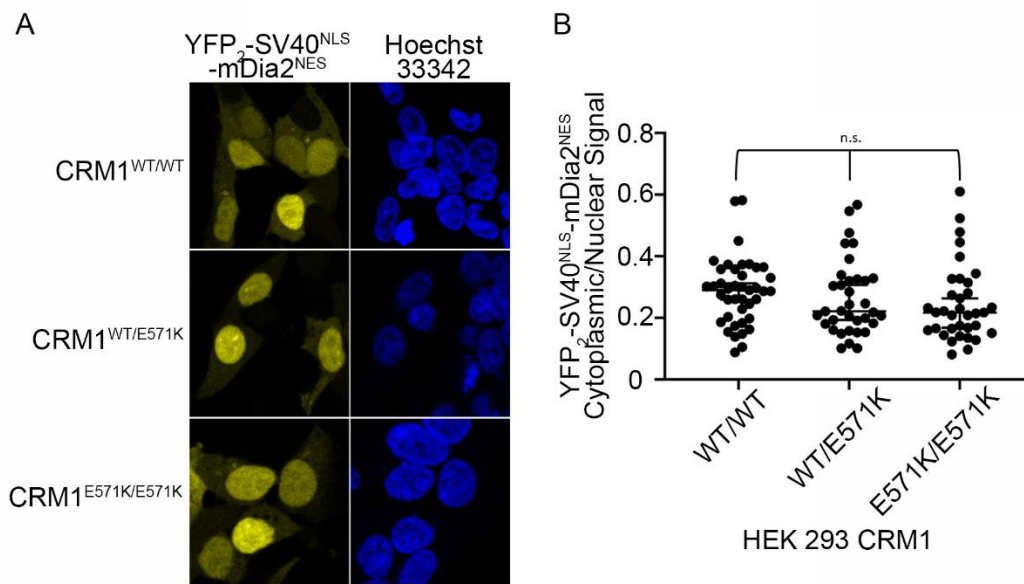 A
YFP₂-SV40ᴺᴸˢ
-mDia2ᴺᴱˢ
Hoechst
33342
CRM1ᵂᵀ/ᵂᵀ
CRM1ᵂᵀ/ᴱ⁵⁷¹ᴷ
CRM1ᴱ⁵⁷¹ᴷ/ᴱ⁵⁷¹ᴷ
B
YFP₂-SV40ᴺᴸˢ-mDia2ᴺᴱˢ
Cytoplasmic/Nuclear Signal
0.8
0.6
0.4
0.2
0
n.s.
WT/WT
WT/E571K
E571K/E571K
HEK 293 CRM1